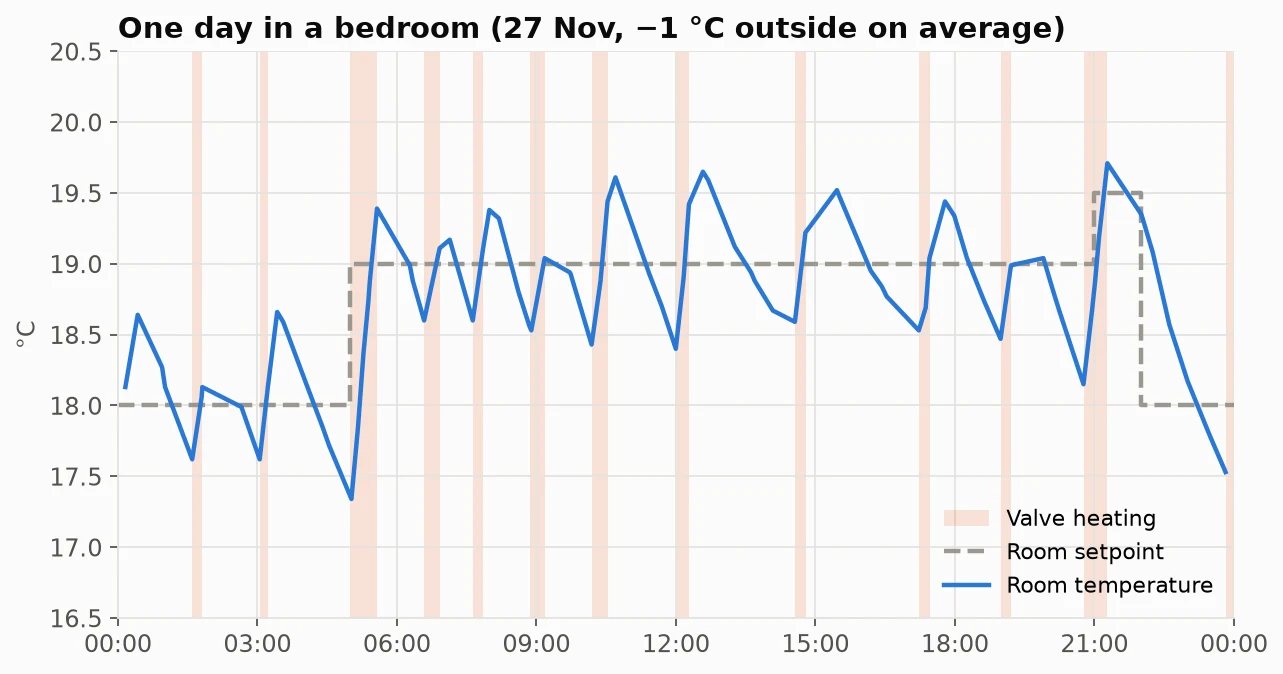 One day in a bedroom (27 Nov, −1 °C outside on average)
20.5
20.0
19.5
19.0
18.5
18.0
17.5
17.0
16.5
°C
Valve heating
Room setpoint
Room temperature
00:00 03:00 06:00 09:00 12:00 15:00 18:00 21:00 00:00